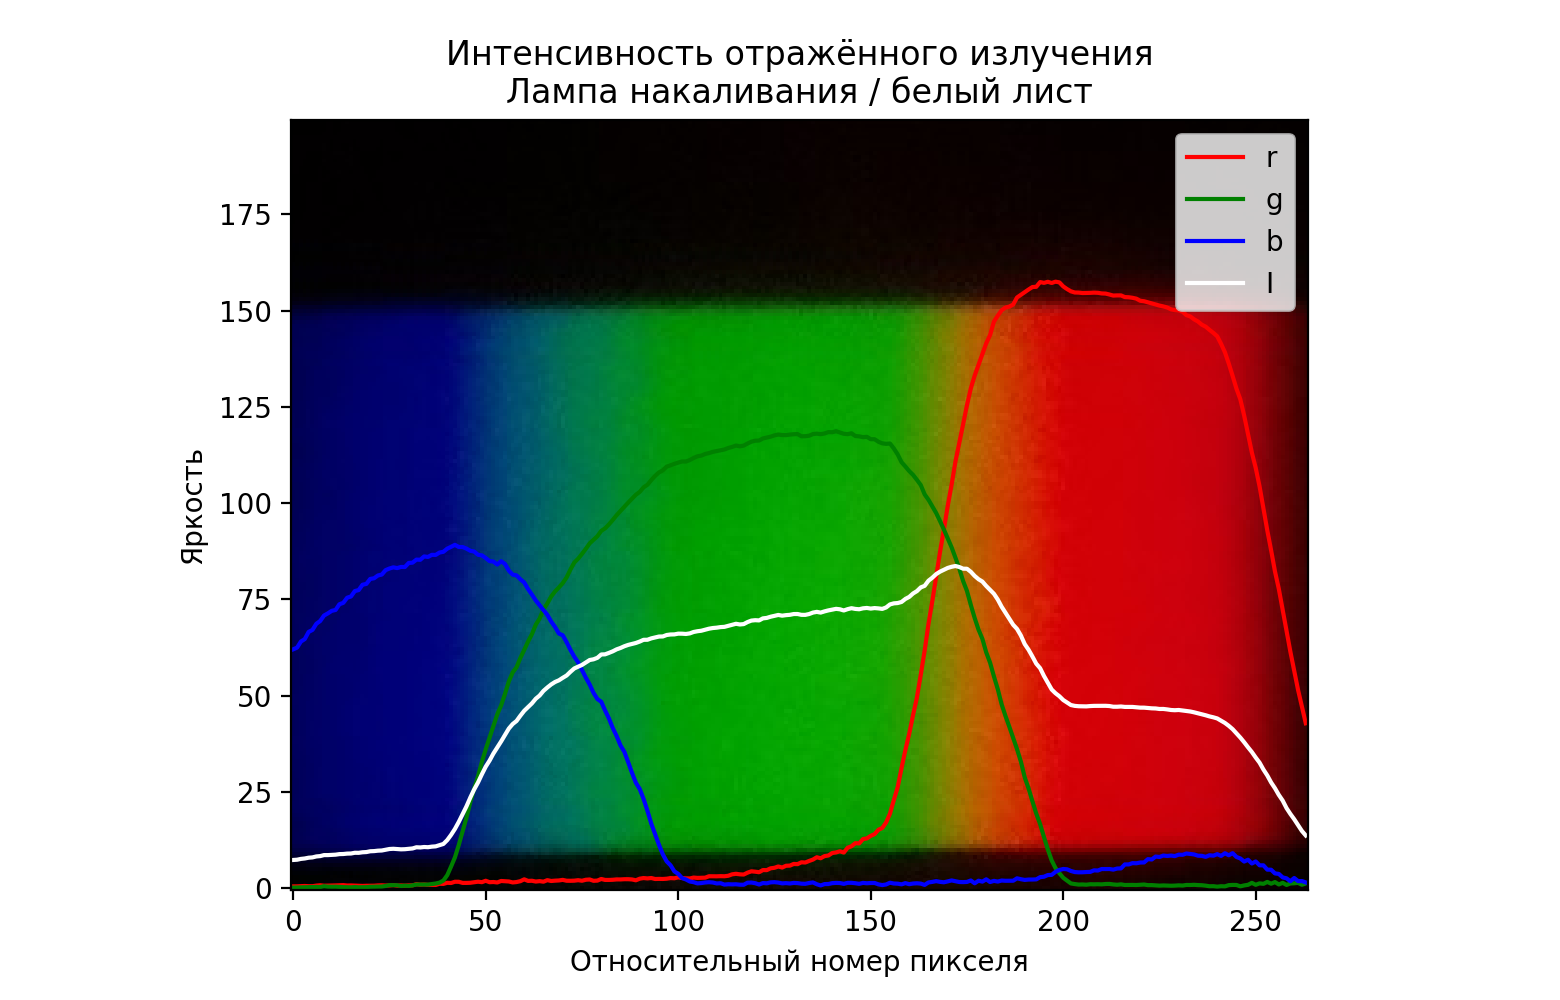 Интенсивность отражённого излучения
Лампа накаливания / белый лист
r
g
b
l
175
150
125
100
75
50
25
0
Яркость
0 50 100 150 200 250
Относительный номер пикселя